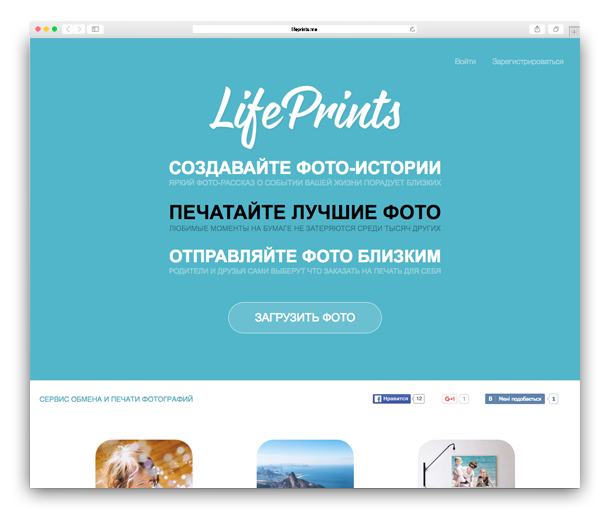 lifeprints.me
Войти Зарегистрироваться
LifePrints
СОЗДАВАЙТЕ ФОТО-ИСТОРИИ
ЯРКИЙ ФОТО-РАССКАЗ О СОБЫТИИ ВАШЕЙ ЖИЗНИ ПОРАДУЕТ БЛИЗКИХ
ПЕЧАТАЙТЕ ЛУЧШИЕ ФОТО
ЛЮБИМЫЕ МОМЕНТЫ НА БУМАГЕ НЕ ЗАТЕРЯЮТСЯ СРЕДИ ТЫСЯЧ ДРУГИХ
ОТПРАВЛЯЙТЕ ФОТО БЛИЗКИМ
РОДИТЕЛИ И ДРУЗЬЯ САМИ ВЫБЕРУТ ЧТО ЗАКАЗАТЬ НА ПЕЧАТЬ ДЛЯ СЕБЯ
ЗАГРУЗИТЬ ФОТО
СЕРВИС ОБМЕНА И ПЕЧАТИ ФОТОГРАФИЙ Нравится 12 G+1 1 В Мені подобається 1